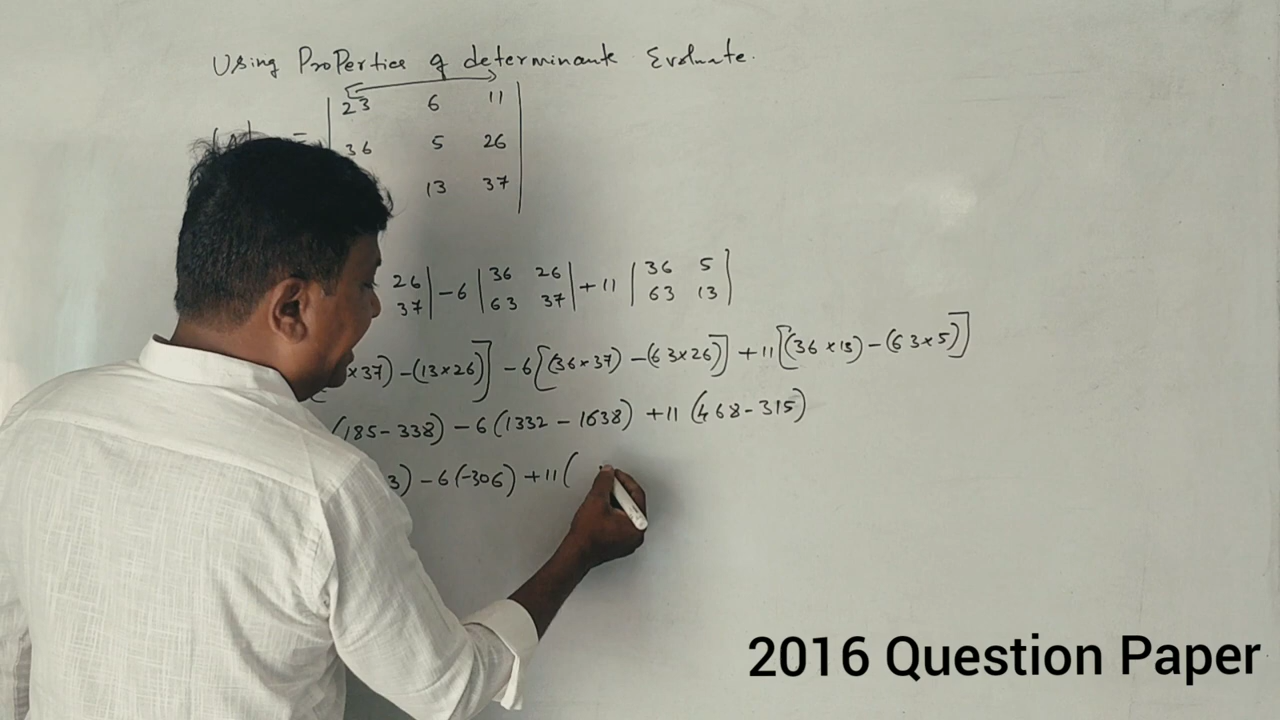 Using Properties of determinants Evaluate.
|A| = | 23 6 11
36 5 26
13 37 |
26 37 | - 6 | 36 26 63 37 | + 11 | 36 5 63 13 |
×37) - (13×26)] - 6[(36×37) - (63×26)] + 11[(36×13) - (63×5)]
(185 - 338) - 6(1332 - 1638) + 11(468 - 315)
3) - 6(-306) + 11(
2016 Question Paper